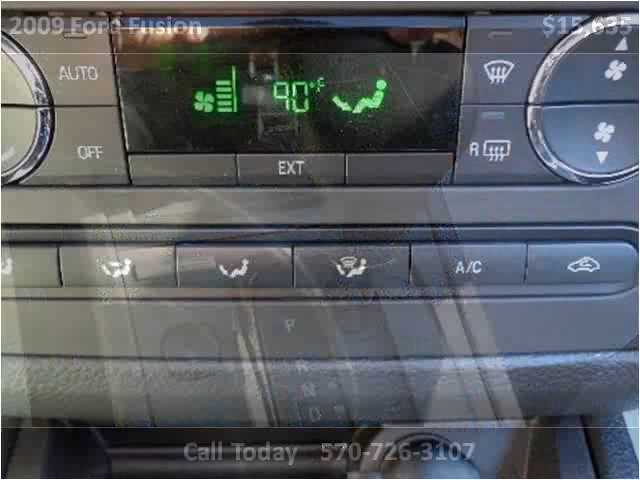 2009 Ford Fusion $15,635
AUTO
90°F
OFF
R
EXT
A/C
P
R
N
D
Call Today 570-726-3107